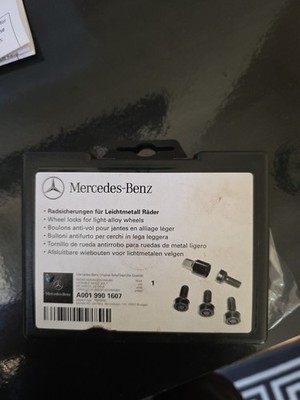 Mercedes-Benz
• Radsicherungen für Leichtmetall Räder
• Wheel locks for light-alloy wheels
• Boulons anti-vol pour jantes en alliage léger
• Bulloni antifurto per cerchi in lega leggera
• Tornillo de rueda antirrobo para ruedas de metal ligero
• Afsluitbare wielbouten voor lichtmetalen velgen
1
A001 990 1607
Mercedes-Benz